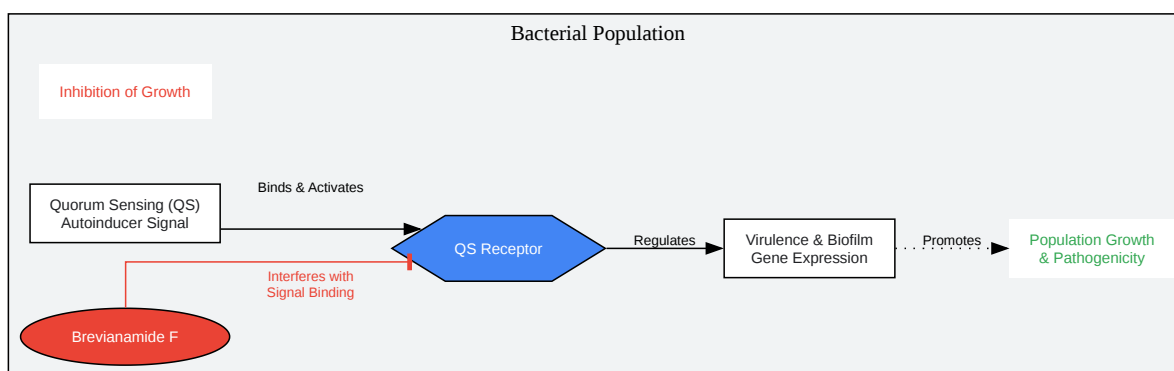 Bacterial Population
Inhibition of Growth
Binds & Activates
Quorum Sensing (QS)
Autoinducer Signal
QS Receptor
Regulates
Virulence & Biofilm
Gene Expression
Promotes
Population Growth
& Pathogenicity
Interferes with
Signal Binding
Brevianamide F